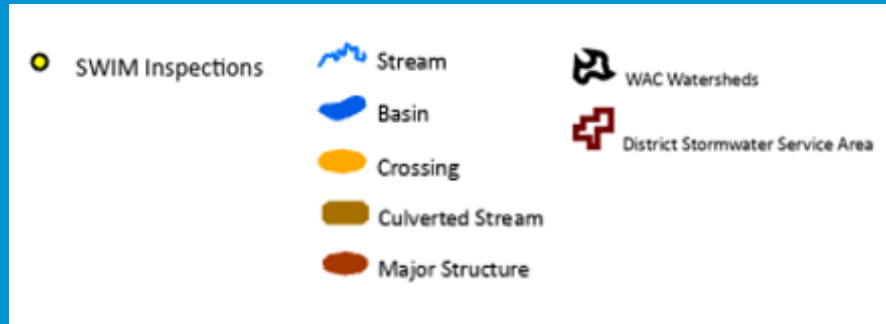 SWIM Inspections
Stream
Basin
Crossing
Culverted Stream
Major Structure
WAC Watersheds
District Stormwater Service Area